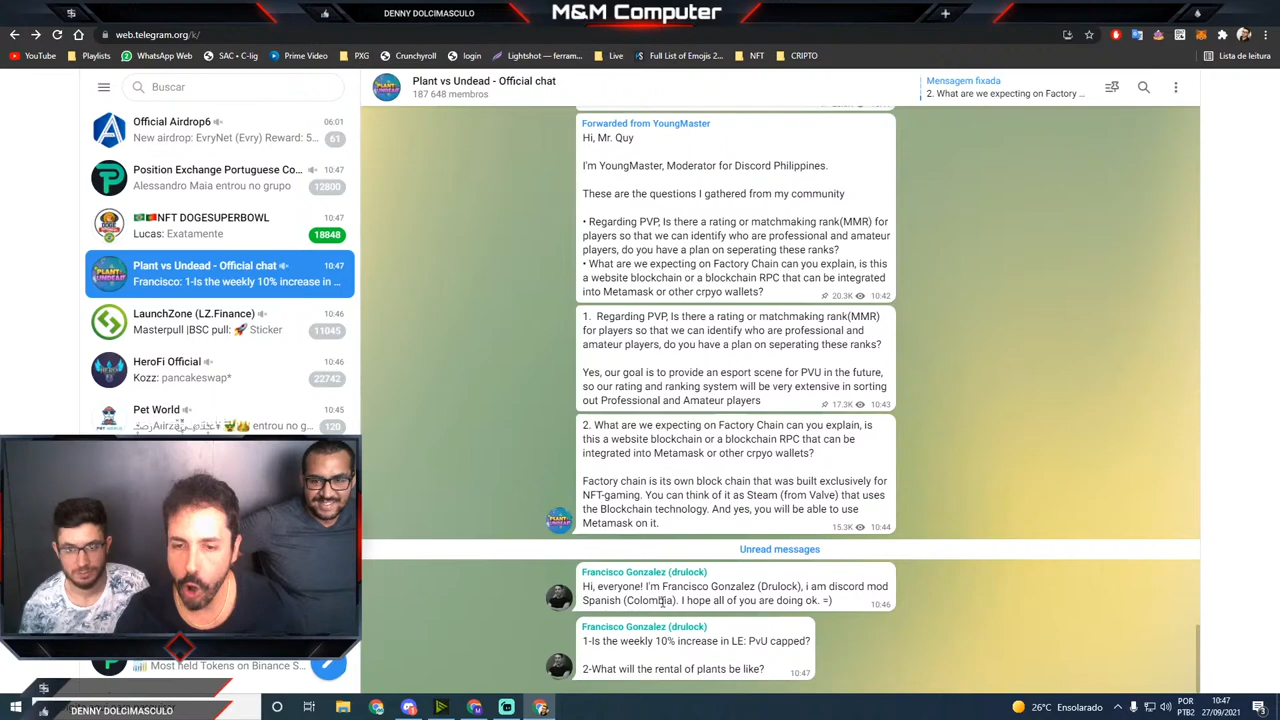 DENNY DOLCIMASCULO
M&M Computer
web.telegram.org/k/
YouTube
Playlists
WhatsApp Web
SAC • C-lig
Prime Video
PXG
Crunchyroll
login
Lightshot — ferram...
Live
Full List of Emojis...
NFT
CRIPTO
Lista de leitura
Buscar
Official Airdrop6
06:01
New airdrop: EvryNet (Evry) Reward: 5...
61
Position Exchange Portuguese Co...
10:47
Alessandro Maia entrou no grupo
12800
NFT DOGESUPERBOWL
10:47
Lucas: Exatamente
18848
Plant vs Undead - Official chat
10:47
Francisco: 1-Is the weekly 10% increase in ...
LaunchZone (LZ.Finance)
10:46
Masterpull |BSC pull: 🚀 Sticker
11045
HeroFi Official
10:46
Kozz: pancakeswap*
22742
Pet World
10:45
entrou no g...
120
Most held Tokens on Binance S...
Plant vs Undead - Official chat
187 648 membros
Mensagem fixada
2. What are we expecting on Factory ...
Forwarded from YoungMaster
Hi, Mr. Quy
I'm YoungMaster, Moderator for Discord Philippines.
These are the questions I gathered from my community
• Regarding PVP, Is there a rating or matchmaking rank(MMR) for
players so that we can identify who are professional and amateur
players, do you have a plan on seperating these ranks?
• What are we expecting on Factory Chain can you explain, is this
a website blockchain or a blockchain RPC that can be integrated
into Metamask or other crpyo wallets?
20.3K 10:42
1. Regarding PVP, Is there a rating or matchmaking rank(MMR)
for players so that we can identify who are professional and
amateur players, do you have a plan on seperating these ranks?
Yes, our goal is to provide an esport scene for PVU in the future,
so our rating and ranking system will be very extensive in sorting
out Professional and Amateur players
17.3K 10:43
2. What are we expecting on Factory Chain can you explain, is
this a website blockchain or a blockchain RPC that can be
integrated into Metamask or other crpyo wallets?
Factory chain is its own block chain that was built exclusively for
NFT-gaming. You can think of it as Steam (from Valve) that uses
the Blockchain technology. And yes, you will be able to use
Metamask on it.
15.3K 10:44
Unread messages
Francisco Gonzalez (drulock)
Hi, everyone! I'm Francisco Gonzalez (Drulock), i am discord mod
Spanish (Colombia). I hope all of you are doing ok. =)
10:46
Francisco Gonzalez (drulock)
1-Is the weekly 10% increase in LE: PvU capped?
2-What will the rental of plants be like?
10:47
DENNY DOLCIMASCULO
26°C Ensolarado
POR
PTB2
10:47
27/09/2021